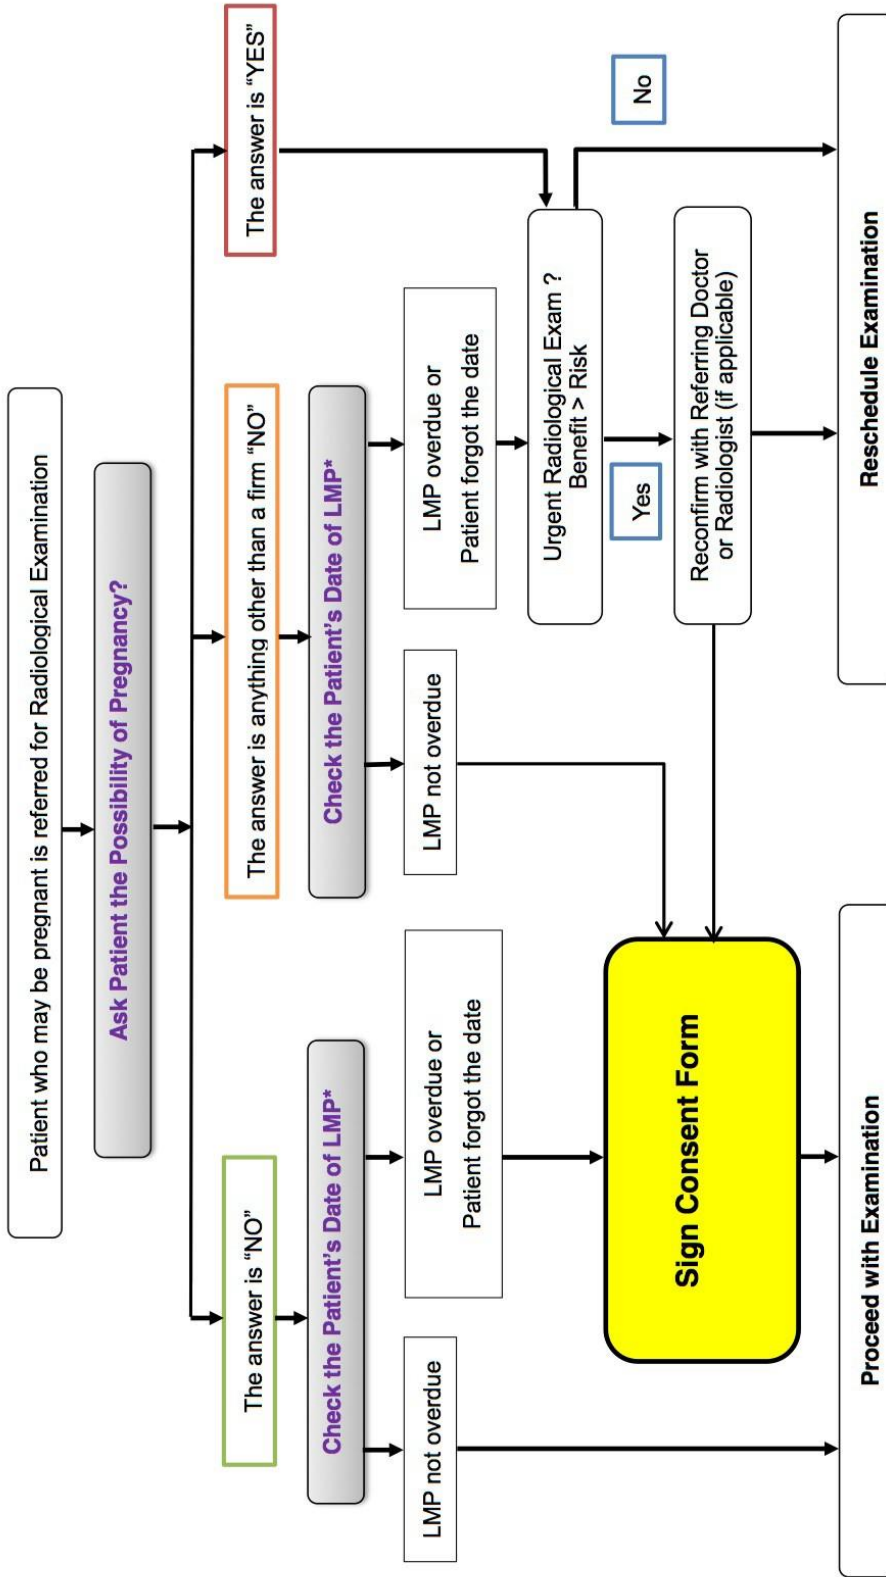 Patient who may be pregnant is referred for Radiological Examination
Ask Patient the Possibility of Pregnancy?
The answer is “NO”
The answer is anything other than a firm “NO”
The answer is “YES”
Check the Patient’s Date of LMP*
Check the Patient’s Date of LMP*
LMP not overdue
LMP overdue or
Patient forgot the date
LMP not overdue
LMP overdue or
Patient forgot the date
Urgent Radiological Exam ?
Benefit > Risk
Yes
No
Sign Consent Form
Reconfirm with Referring Doctor
or Radiologist (if applicable)
Proceed with Examination
Reschedule Examination